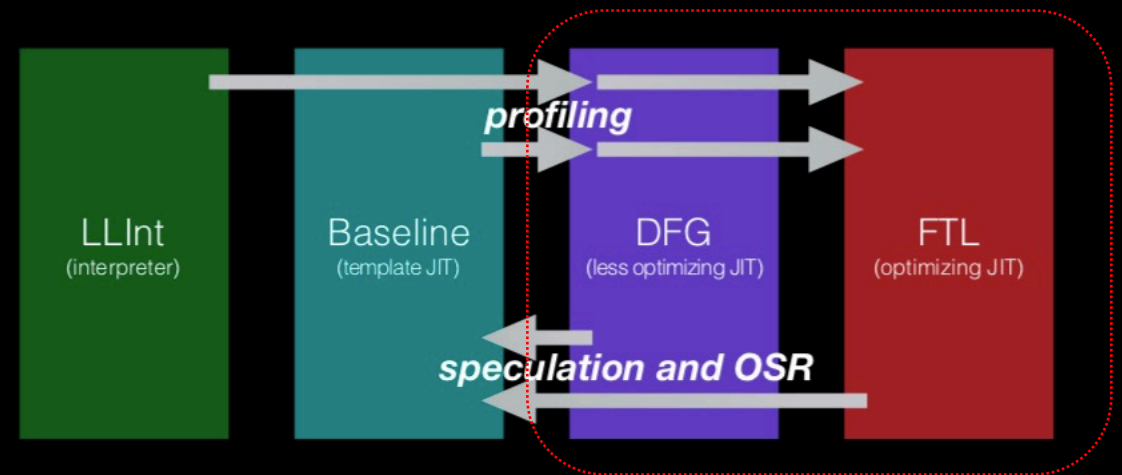 profiling
LLInt
(interpreter)
Baseline
(template JIT)
DFG
(less optimizing JIT)
FTL
(optimizing JIT)
speculation and OSR